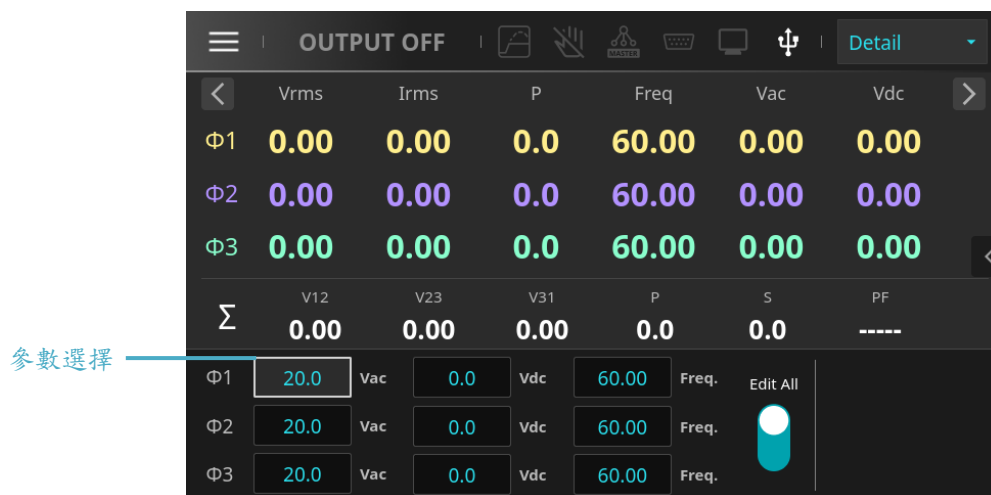 OUTPUT OFF MASTER Detail
Vrms Irms P Freq Vac Vdc
Φ1 0.00 0.00 0.0 60.00 0.00 0.00
Φ2 0.00 0.00 0.0 60.00 0.00 0.00
Φ3 0.00 0.00 0.0 60.00 0.00 0.00
V12 V23 V31 P S PF
Σ 0.00 0.00 0.00 0.0 0.0 -----
參數選擇
Φ1 20.0 Vac 0.0 Vdc 60.00 Freq. Edit All
Φ2 20.0 Vac 0.0 Vdc 60.00 Freq.
Φ3 20.0 Vac 0.0 Vdc 60.00 Freq.